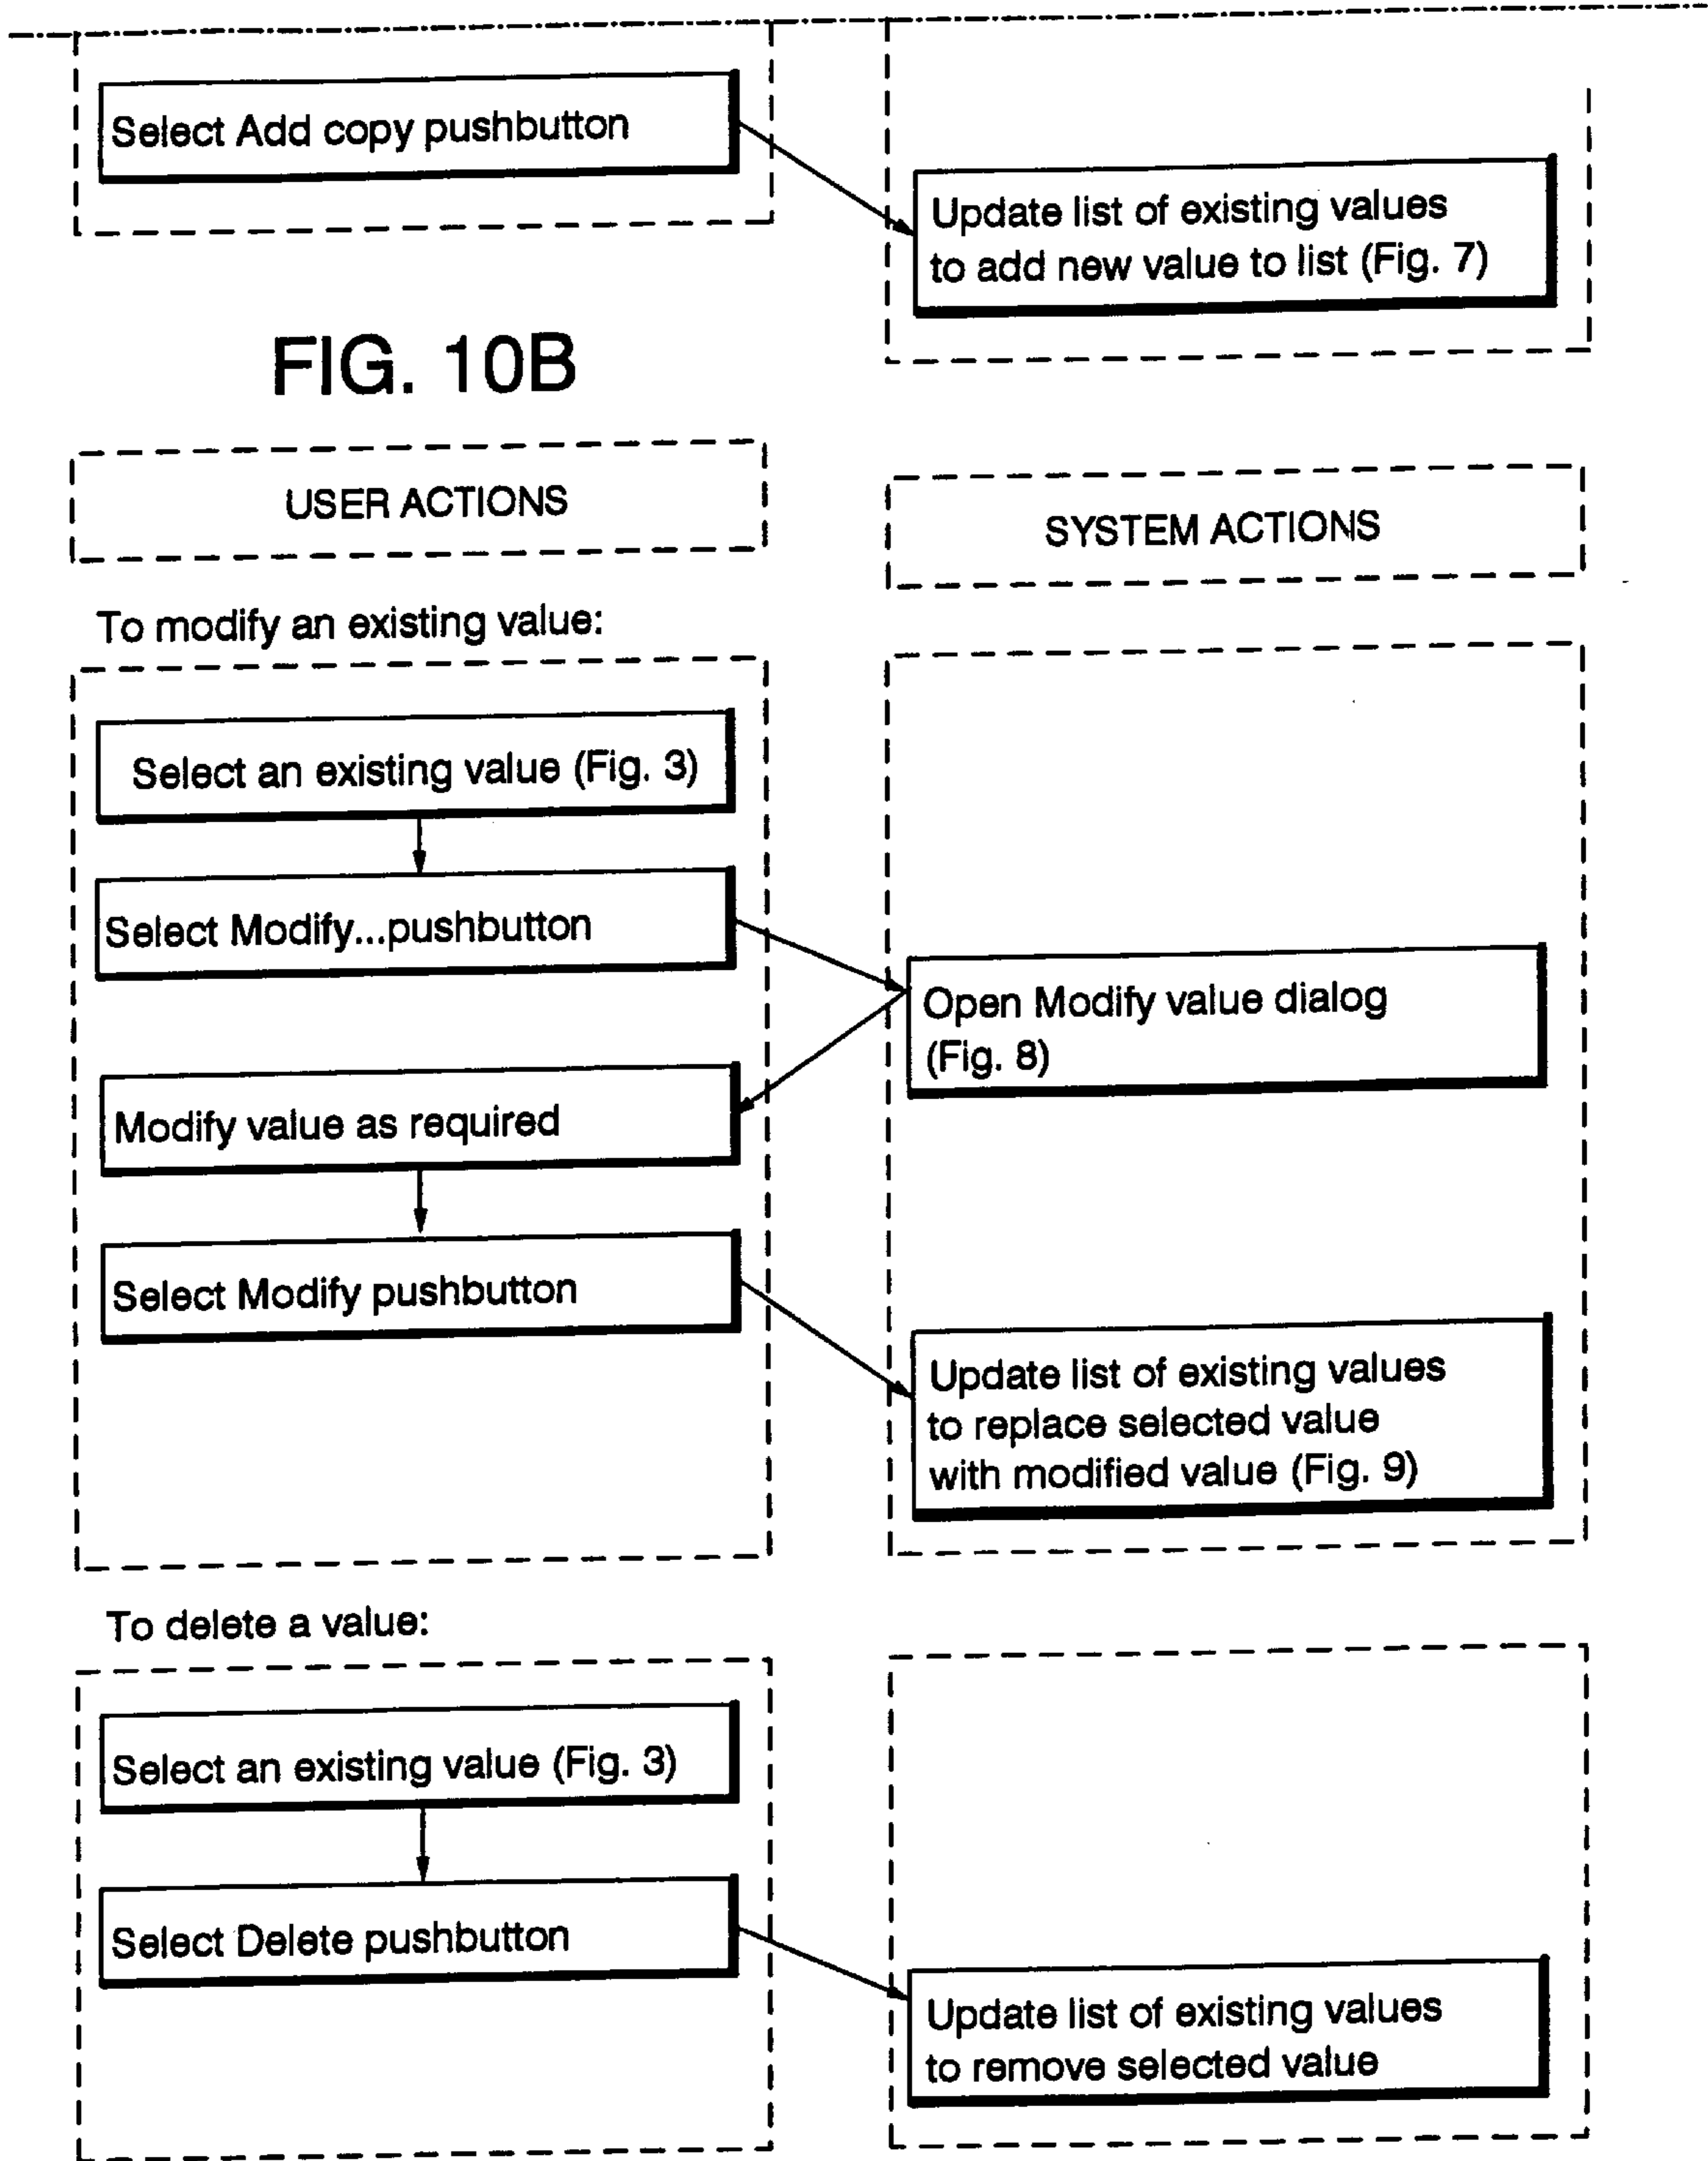 Select Add copy pushbutton
Update list of existing values
to add new value to list (Fig. 7)
FIG. 10B
USER ACTIONS
SYSTEM ACTIONS
To modify an existing value:
Select an existing value (Fig. 3)
Select Modify...pushbutton
Open Modify value dialog
(Fig. 8)
Modify value as required
Select Modify pushbutton
Update list of existing values
to replace selected value
with modified value (Fig. 9)
To delete a value:
Select an existing value (Fig. 3)
Select Delete pushbutton
Update list of existing values
to remove selected value